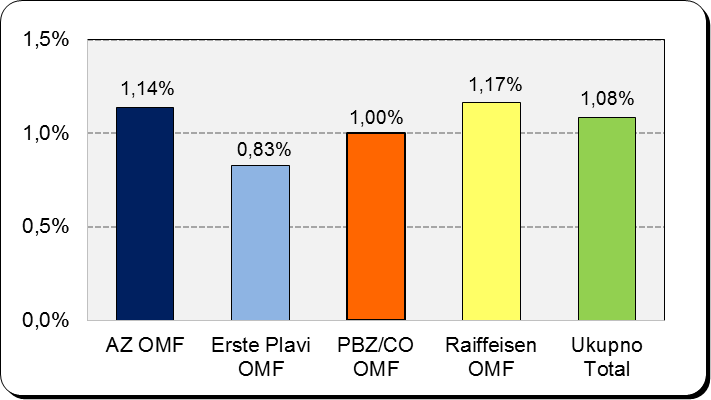 1,5%
1,0%
0,5%
0,0%
1,14%
0,83%
1,00%
1,17%
1,08%
AZ OMF
Erste Plavi
OMF
PBZ/CO
OMF
Raiffeisen
OMF
Ukupno
Total